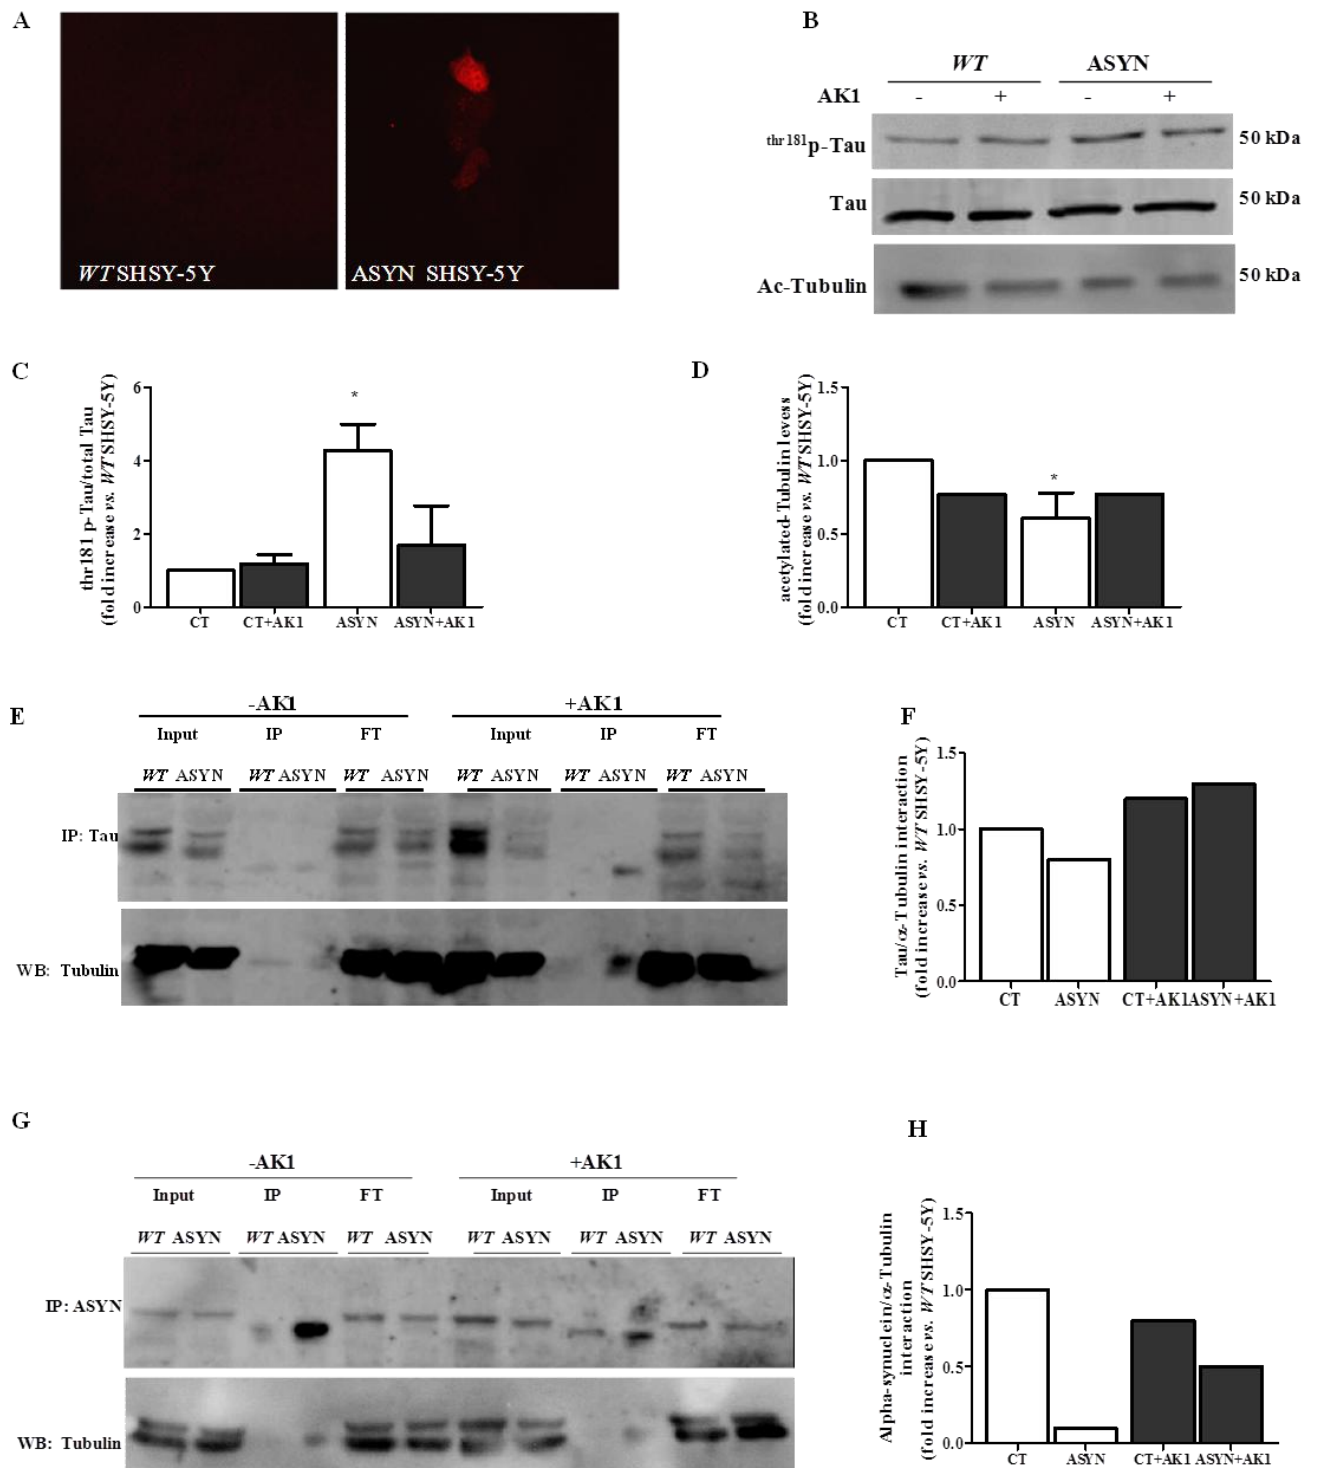 A
WT SHSY-5Y
ASYN SHSY-5Y
B
WT ASYN
AK1 - + - +
thr181p-Tau 50 kDa
Tau 50 kDa
Ac-Tubulin 50 kDa
C
thr181 p-Tau/total Tau
(fold increase vs. WT SHSY-5Y)
6
4
2
0
CT CT+AK1 ASYN ASYN+AK1
*
D
acetylated-Tubulin levess
(fold increase vs. WT SHSY-5Y)
1.5
1.0
0.5
0.0
CT CT+AK1 ASYN ASYN+AK1
*
E
-AK1 +AK1
Input IP FT Input IP FT
WT ASYN WT ASYN WT ASYN WT ASYN WT ASYN WT ASYN
IP: Tau
WB: Tubulin
F
Tau/α-Tubulin interaction
(fold increase vs. WT SHSY-5Y)
1.5
1.0
0.5
0.0
CT ASYN CT+AK1 ASYN+AK1
G
-AK1 +AK1
Input IP FT Input IP FT
WT ASYN WT ASYN WT ASYN WT ASYN WT ASYN WT ASYN
IP: ASYN
WB: Tubulin
H
Alpha-synuclein/α-Tubulin
interaction
(fold increase vs. WT SHSY-5Y)
1.5
1.0
0.5
0.0
CT ASYN CT+AK1 ASYN+AK1